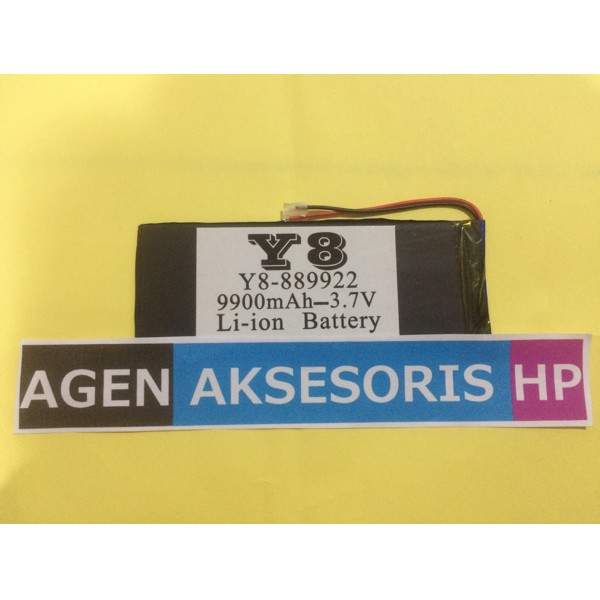 Y8
Y8-889922
9900mAh-3.7V
Li-ion Battery
AGEN AKSESORIS HP